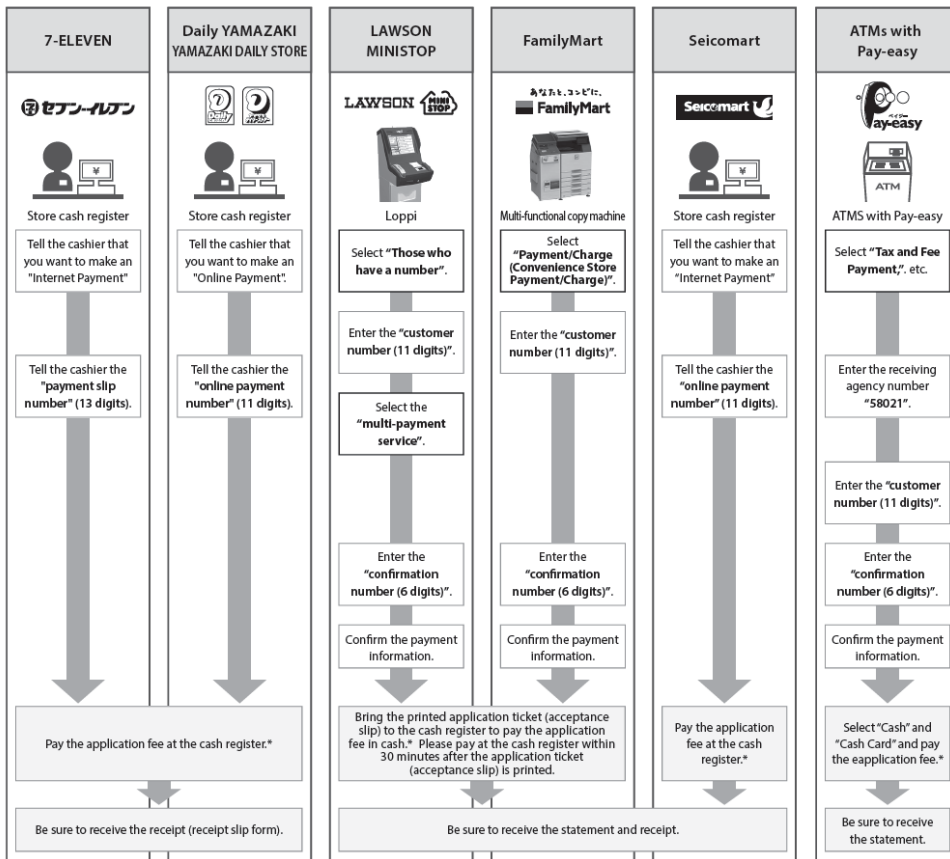 7-ELEVEN
セブン-イレブン
¥
Store cash register
Tell the cashier that
you want to make an
"Internet Payment"
Tell the cashier the
"payment slip
number" (13 digits).
Daily YAMAZAKI
YAMAZAKI DAILY STORE
Daily
¥
Store cash register
Tell the cashier that
you want to make an
"Online Payment".
Tell the cashier the
"online payment
number" (11 digits).
Pay the application fee at the cash register.*
Be sure to receive the receipt (receipt slip form).
LAWSON
MINISTOP
LAWSON
MINI
STOP
Loppi
Select “Those who
have a number”.
Enter the “customer
number (11 digits)”.
Select the
“multi-payment
service”.
Enter the
“confirmation
number (6 digits)”.
Confirm the payment
information.
FamilyMart
あなたと、コンビに、
FamilyMart
Multi-functional copy machine
Select
“Payment/Charge
(Convenience Store
Payment/Charge)”.
Enter the “customer
number (11 digits)”.
Enter the
“confirmation
number (6 digits)”.
Confirm the payment
information.
Bring the printed application ticket (acceptance
slip) to the cash register to pay the application
fee in cash.* Please pay at the cash register within
30 minutes after the application ticket
(acceptance slip) is printed.
Seicomart
Seicomart
¥
Store cash register
Tell the cashier that
you want to make an
“Internet Payment”
Tell the cashier the
“online payment
number” (11 digits).
Pay the application
fee at the cash
register.*
Be sure to receive the statement and receipt.
ATMs with
Pay-easy
ペイジー
Pay-easy
ATM
ATMS with Pay-easy
Select “Tax and Fee
Payment,”. etc.
Enter the receiving
agency number
“58021”.
Enter the “customer
number (11 digits)”.
Enter the
“confirmation
number (6 digits)”.
Confirm the payment
information.
Select “Cash” and
“Cash Card” and pay
the eapplication fee.*
Be sure to receive
the statement.